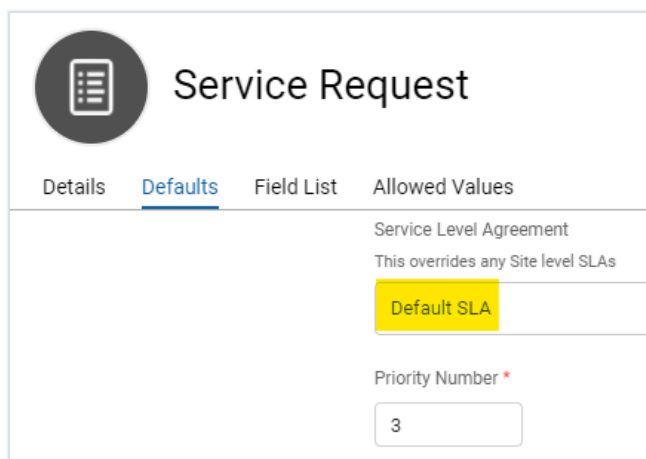 Service Request
Details Defaults Field List Allowed Values
Service Level Agreement
This overrides any Site level SLAs
Default SLA
Priority Number *
3